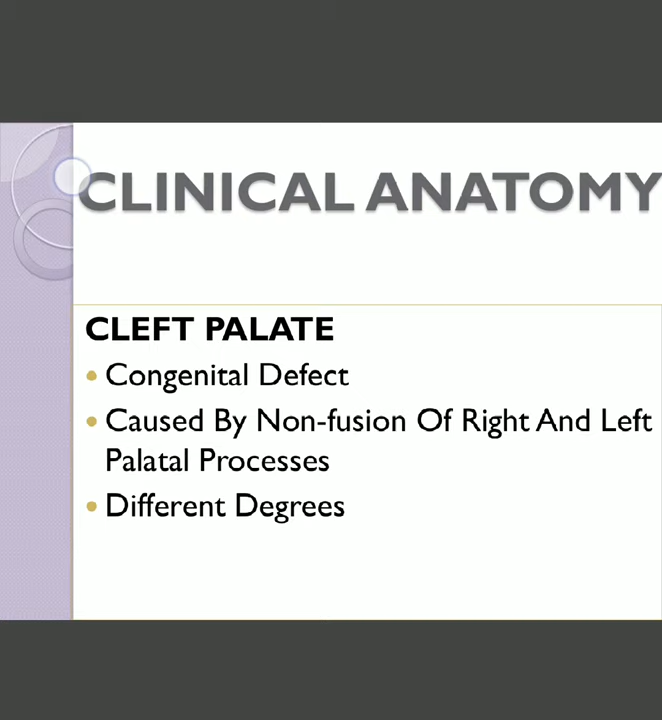 CLINICAL ANATOMY
CLEFT PALATE
• Congenital Defect
• Caused By Non-fusion Of Right And Left
Palatal Processes
• Different Degrees